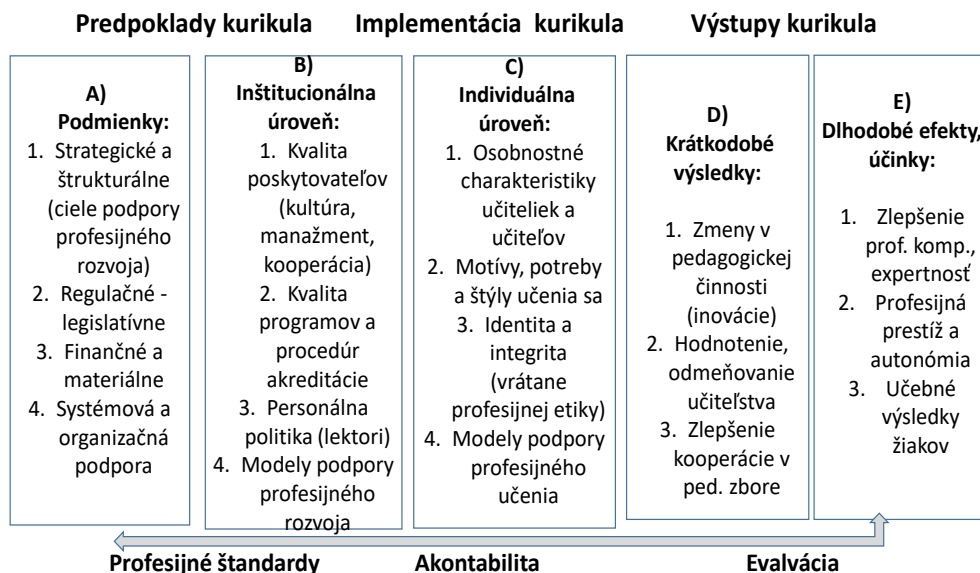 Predpoklady kurikula
Implementácia kurikula
Výstupy kurikula
A)
Podmienky:
1. Strategické a
štrukturálne
(ciele podpory
profesijného
rozvoja)
2. Regulačné -
legislatívne
3. Finančné a
materiálne
4. Systémová a
organizačná
podpora
B)
Inštitucionálna
úroveň:
1. Kvalita
poskytovateľov
(kultúra,
manažment,
kooperácia)
2. Kvalita
programov a
procedúr
akreditácie
3. Personálna
politika (lektori)
4. Modely podpory
profesijného
rozvoja
C)
Individuálna
úroveň:
1. Osobnostné
charakteristiky
učiteliek a
učiteľov
2. Motívy, potreby
a štýly učenia sa
3. Identita a
integrita
(vrátane
profesijnej etiky)
4. Modely podpory
profesijného
učenia
D)
Krátkodobé
výsledky:
1. Zmeny v
pedagogickej
činnosti
(inovácie)
2. Hodnotenie,
odmeňovanie
učiteľstva
3. Zlepšenie
kooperácie v
ped. zbore
E)
Dlhodobé efekty,
účinky:
1. Zlepšenie
prof. komp.,
expertnosť
2. Profesijná
prestíž a
autonómia
3. Učebné
výsledky
žiakov
Profesijné štandardy
Akontabilita
Evalvácia